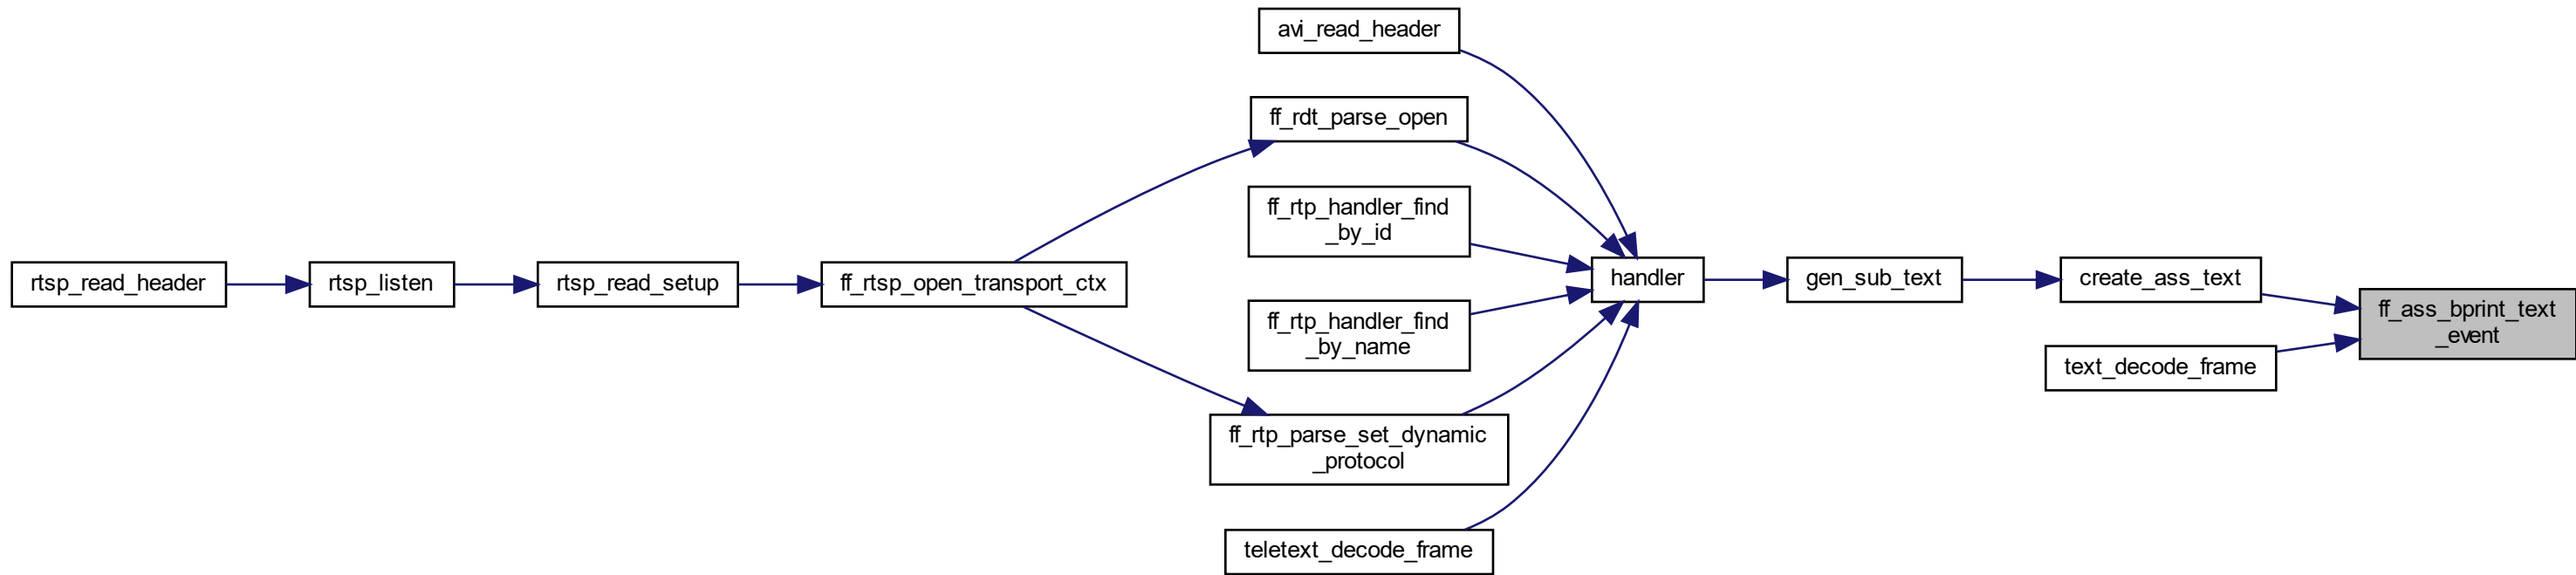 avi_read_header
ff_rdt_parse_open
ff_rtp_handler_find
_by_id
rtsp_read_header
rtsp_listen
rtsp_read_setup
ff_rtsp_open_transport_ctx
handler
gen_sub_text
create_ass_text
ff_ass_bprint_text
_event
ff_rtp_handler_find
_by_name
text_decode_frame
ff_rtp_parse_set_dynamic
_protocol
teletext_decode_frame